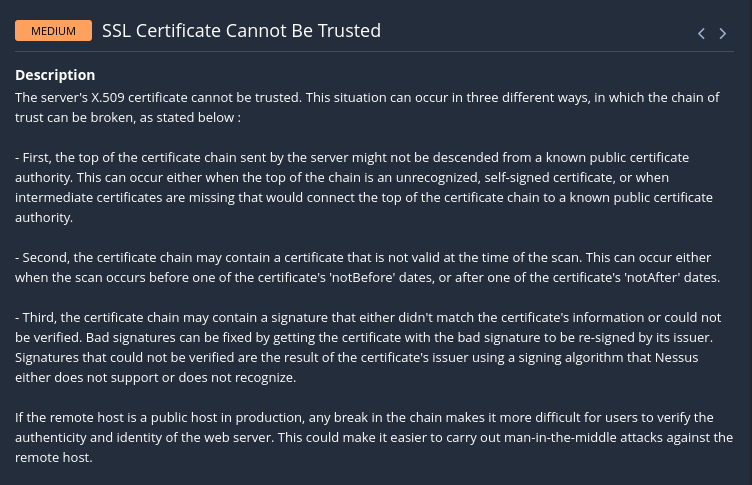 MEDIUM SSL Certificate Cannot Be Trusted
Description
The server's X.509 certificate cannot be trusted. This situation can occur in three different ways, in which the chain of
trust can be broken, as stated below :
- First, the top of the certificate chain sent by the server might not be descended from a known public certificate
authority. This can occur either when the top of the chain is an unrecognized, self-signed certificate, or when
intermediate certificates are missing that would connect the top of the certificate chain to a known public certificate
authority.
- Second, the certificate chain may contain a certificate that is not valid at the time of the scan. This can occur either
when the scan occurs before one of the certificate's 'notBefore' dates, or after one of the certificate's 'notAfter' dates.
- Third, the certificate chain may contain a signature that either didn't match the certificate's information or could not
be verified. Bad signatures can be fixed by getting the certificate with the bad signature to be re-signed by its issuer.
Signatures that could not be verified are the result of the certificate's issuer using a signing algorithm that Nessus
either does not support or does not recognize.
If the remote host is a public host in production, any break in the chain makes it more difficult for users to verify the
authenticity and identity of the web server. This could make it easier to carry out man-in-the-middle attacks against the
remote host.